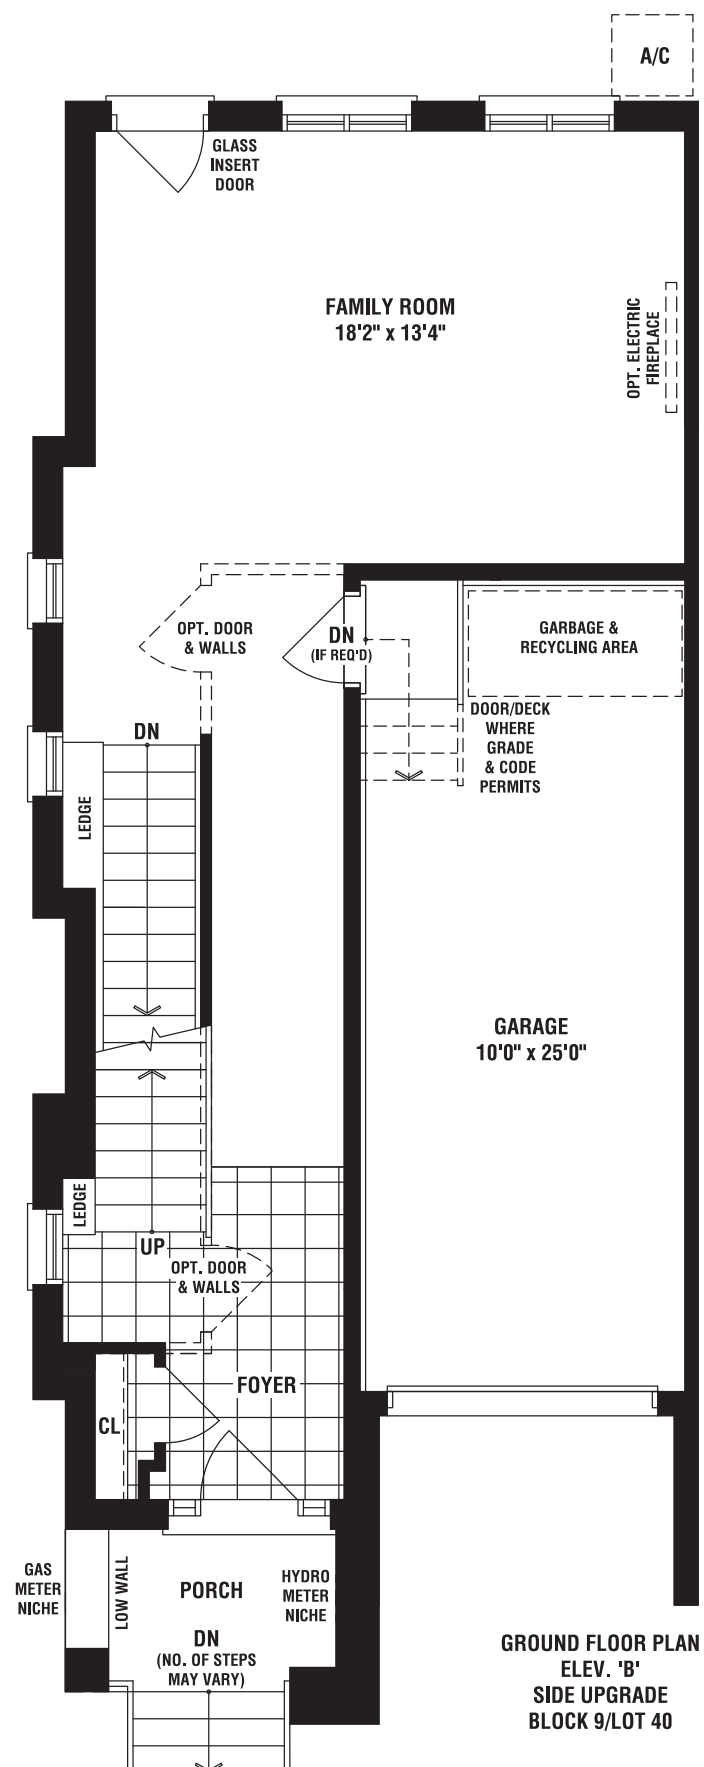 A/C
GLASS
INSERT
DOOR
FAMILY ROOM
18'2" x 13'4"
OPT. ELECTRIC
FIREPLACE
OPT. DOOR
& WALLS
DN
(IF REQ'D)
GARBAGE &
RECYCLING AREA
DOOR/DECK
WHERE
GRADE
& CODE
PERMITS
DN
LEDGE
GARAGE
10'0" x 25'0"
LEDGE
UP
OPT. DOOR
& WALLS
FOYER
CL
GAS
METER
NICHE
LOW WALL
PORCH
HYDRO
METER
NICHE
DN
(NO. OF STEPS
MAY VARY)
GROUND FLOOR PLAN
ELEV. 'B'
SIDE UPGRADE
BLOCK 9/LOT 40